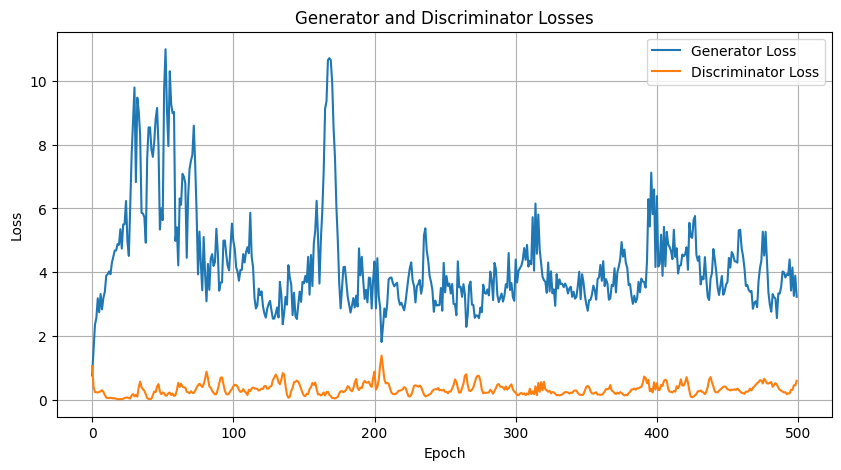 Generator and Discriminator Losses
Generator Loss
Discriminator Loss
Loss
10
8
6
4
2
0
0
100
200
300
400
500
Epoch